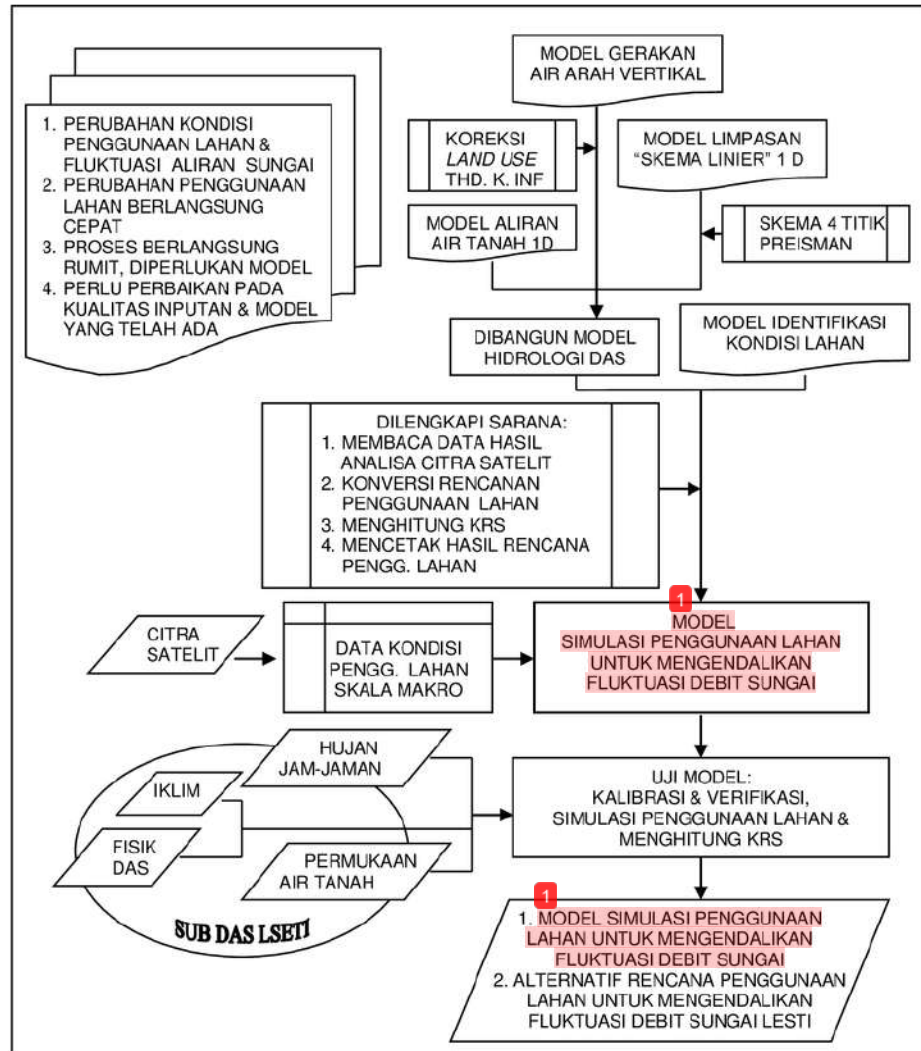 MODEL GERAKAN
AIR ARAH VERTIKAL
1. PERUBAHAN KONDISI
PENGGUNAAN LAHAN &
FLUKTUASI ALIRAN SUNGAI
2. PERUBAHAN PENGGUNAAN
LAHAN BERLANGSUNG
CEPAT
3. PROSES BERLANGSUNG
RUMIT, DIPERLUKAN MODEL
4. PERLU PERBAIKAN PADA
KUALITAS INPUTAN & MODEL
YANG TELAH ADA
KOREKSI
LAND USE
THD. K. INF
MODEL LIMPASAN
“SKEMA LINIER” 1 D
MODEL ALIRAN
AIR TANAH 1D
SKEMA 4 TITIK
PREISMAN
DIBANGUN MODEL
HIDROLOGI DAS
MODEL IDENTIFIKASI
KONDISI LAHAN
DILENGKAPI SARANA:
1. MEMBACA DATA HASIL
ANALISA CITRA SATELIT
2. KONVERSI RENCANAN
PENGGUNAAN LAHAN
3. MENGHITUNG KRS
4. MENCETAK HASIL RENCANA
PENGG. LAHAN
CITRA
SATELIT
DATA KONDISI
PENGG. LAHAN
SKALA MAKRO
1
MODEL
SIMULASI PENGGUNAAN LAHAN
UNTUK MENGENDALIKAN
FLUKTUASI DEBIT SUNGAI
HUJAN
JAM-JAMAN
IKLIM
FISIK
DAS
PERMUKAAN
AIR TANAH
SUB DAS LSETI
UJI MODEL:
KALIBRASI & VERIFIKASI,
SIMULASI PENGGUNAAN LAHAN &
MENGHITUNG KRS
1
1. MODEL SIMULASI PENGGUNAAN
LAHAN UNTUK MENGENDALIKAN
FLUKTUASI DEBIT SUNGAI
2. ALTERNATIF RENCANA PENGGUNAAN
LAHAN UNTUK MENGENDALIKAN
FLUKTUASI DEBIT SUNGAI LESTI